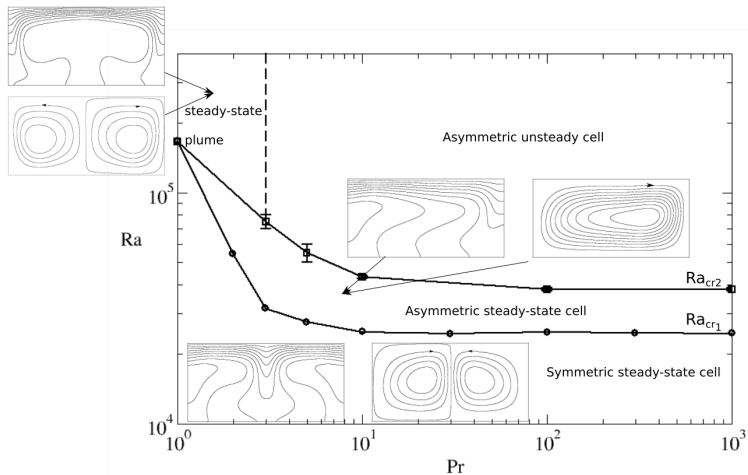 steady-state
plume
Asymmetric unsteady cell
10^5
Ra
Ra_cr2
Asymmetric steady-state cell
Ra_cr1
Symmetric steady-state cell
10^4
10^0
10^1
10^2
10^3
Pr